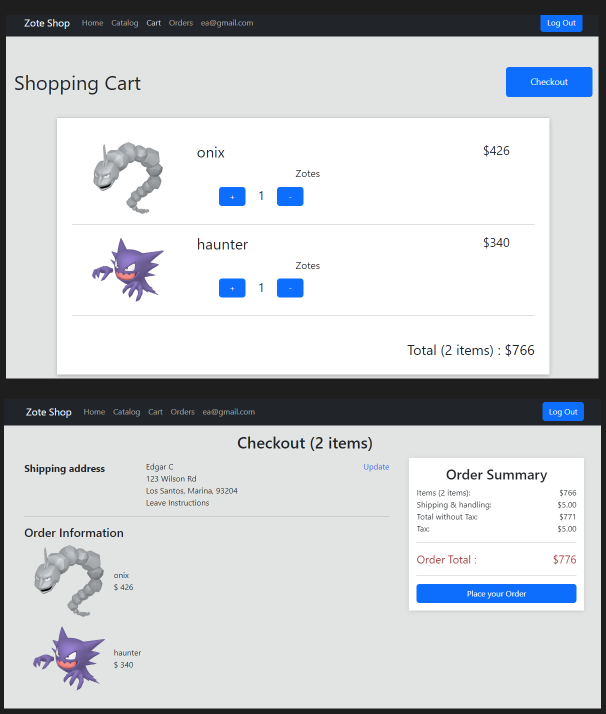 Zote Shop Home Catalog Cart Orders ea@gmail.com Log Out
Shopping Cart Checkout
onix $426
Zotes
+ 1 -
haunter $340
Zotes
+ 1 -
Total (2 items) : $766
Zote Shop Home Catalog Cart Orders ea@gmail.com Log Out
Checkout (2 items)
Shipping address Edgar C Update
123 Wilson Rd
Los Santos, Marina, 93204
Leave Instructions
Order Information
onix
$ 426
haunter
$ 340
Order Summary
Items (2 items): $766
Shipping & handling: $5.00
Total without Tax: $771
Tax: $5.00
Order Total : $776
Place your Order